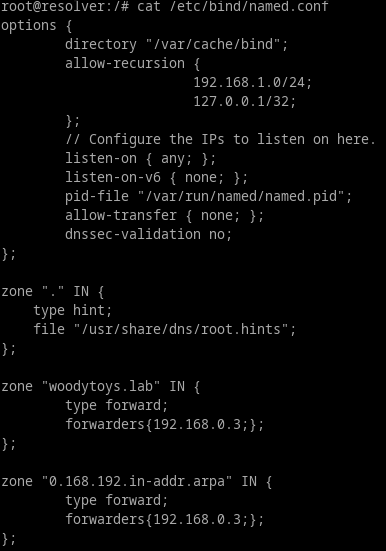 root@resolver:/# cat /etc/bind/named.conf
options {
        directory "/var/cache/bind";
        allow-recursion {
                        192.168.1.0/24;
                        127.0.0.1/32;
        };
        // Configure the IPs to listen on here.
        listen-on { any; };
        listen-on-v6 { none; };
        pid-file "/var/run/named/named.pid";
        allow-transfer { none; };
        dnssec-validation no;
};

zone "." IN {
    type hint;
    file "/usr/share/dns/root.hints";
};

zone "woodytoys.lab" IN {
        type forward;
        forwarders{192.168.0.3;};
};

zone "0.168.192.in-addr.arpa" IN {
        type forward;
        forwarders{192.168.0.3;};
};